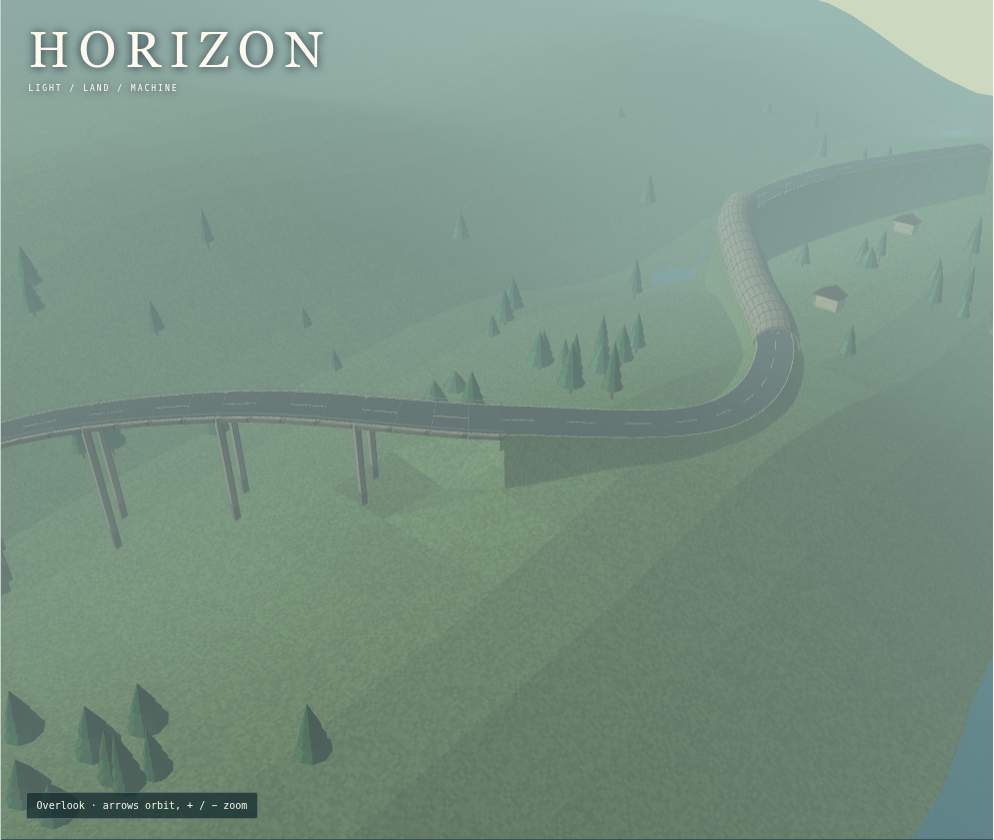 HORIZON
LIGHT / LAND / MACHINE
Overlook · arrows orbit, + / − zoom